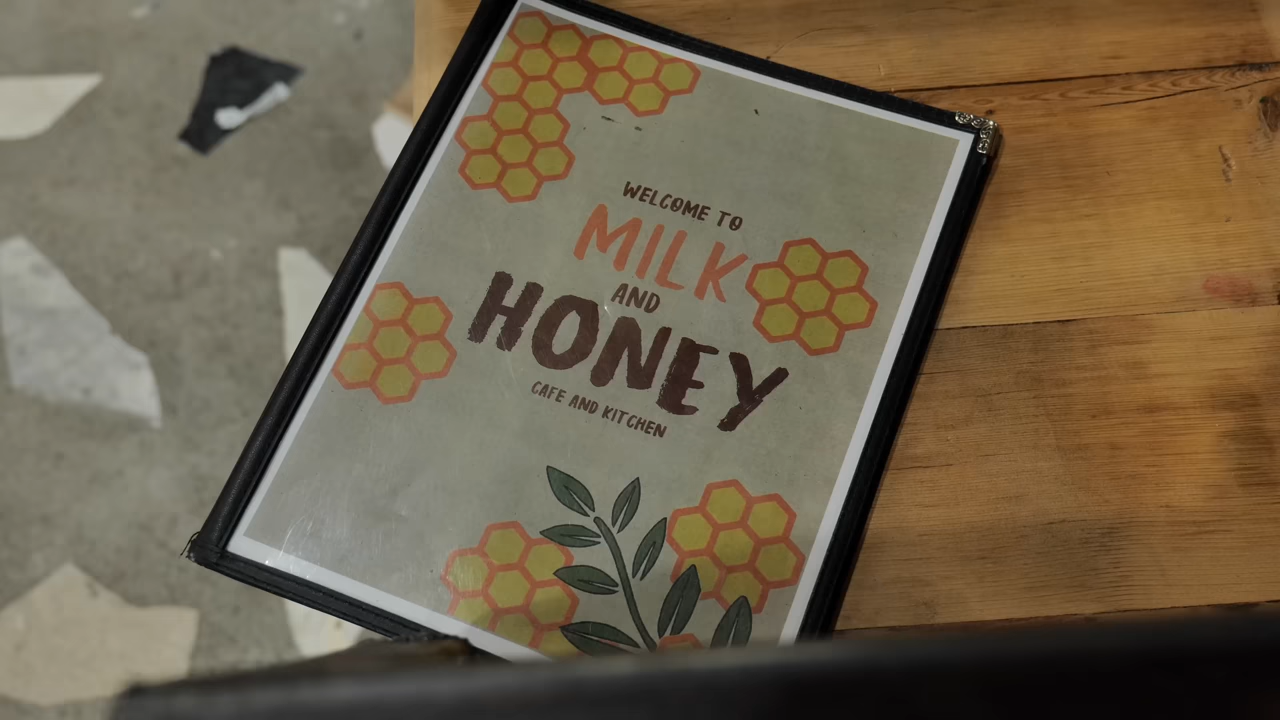 WELCOME TO
MILK
AND
HONEY
CAFE AND KITCHEN